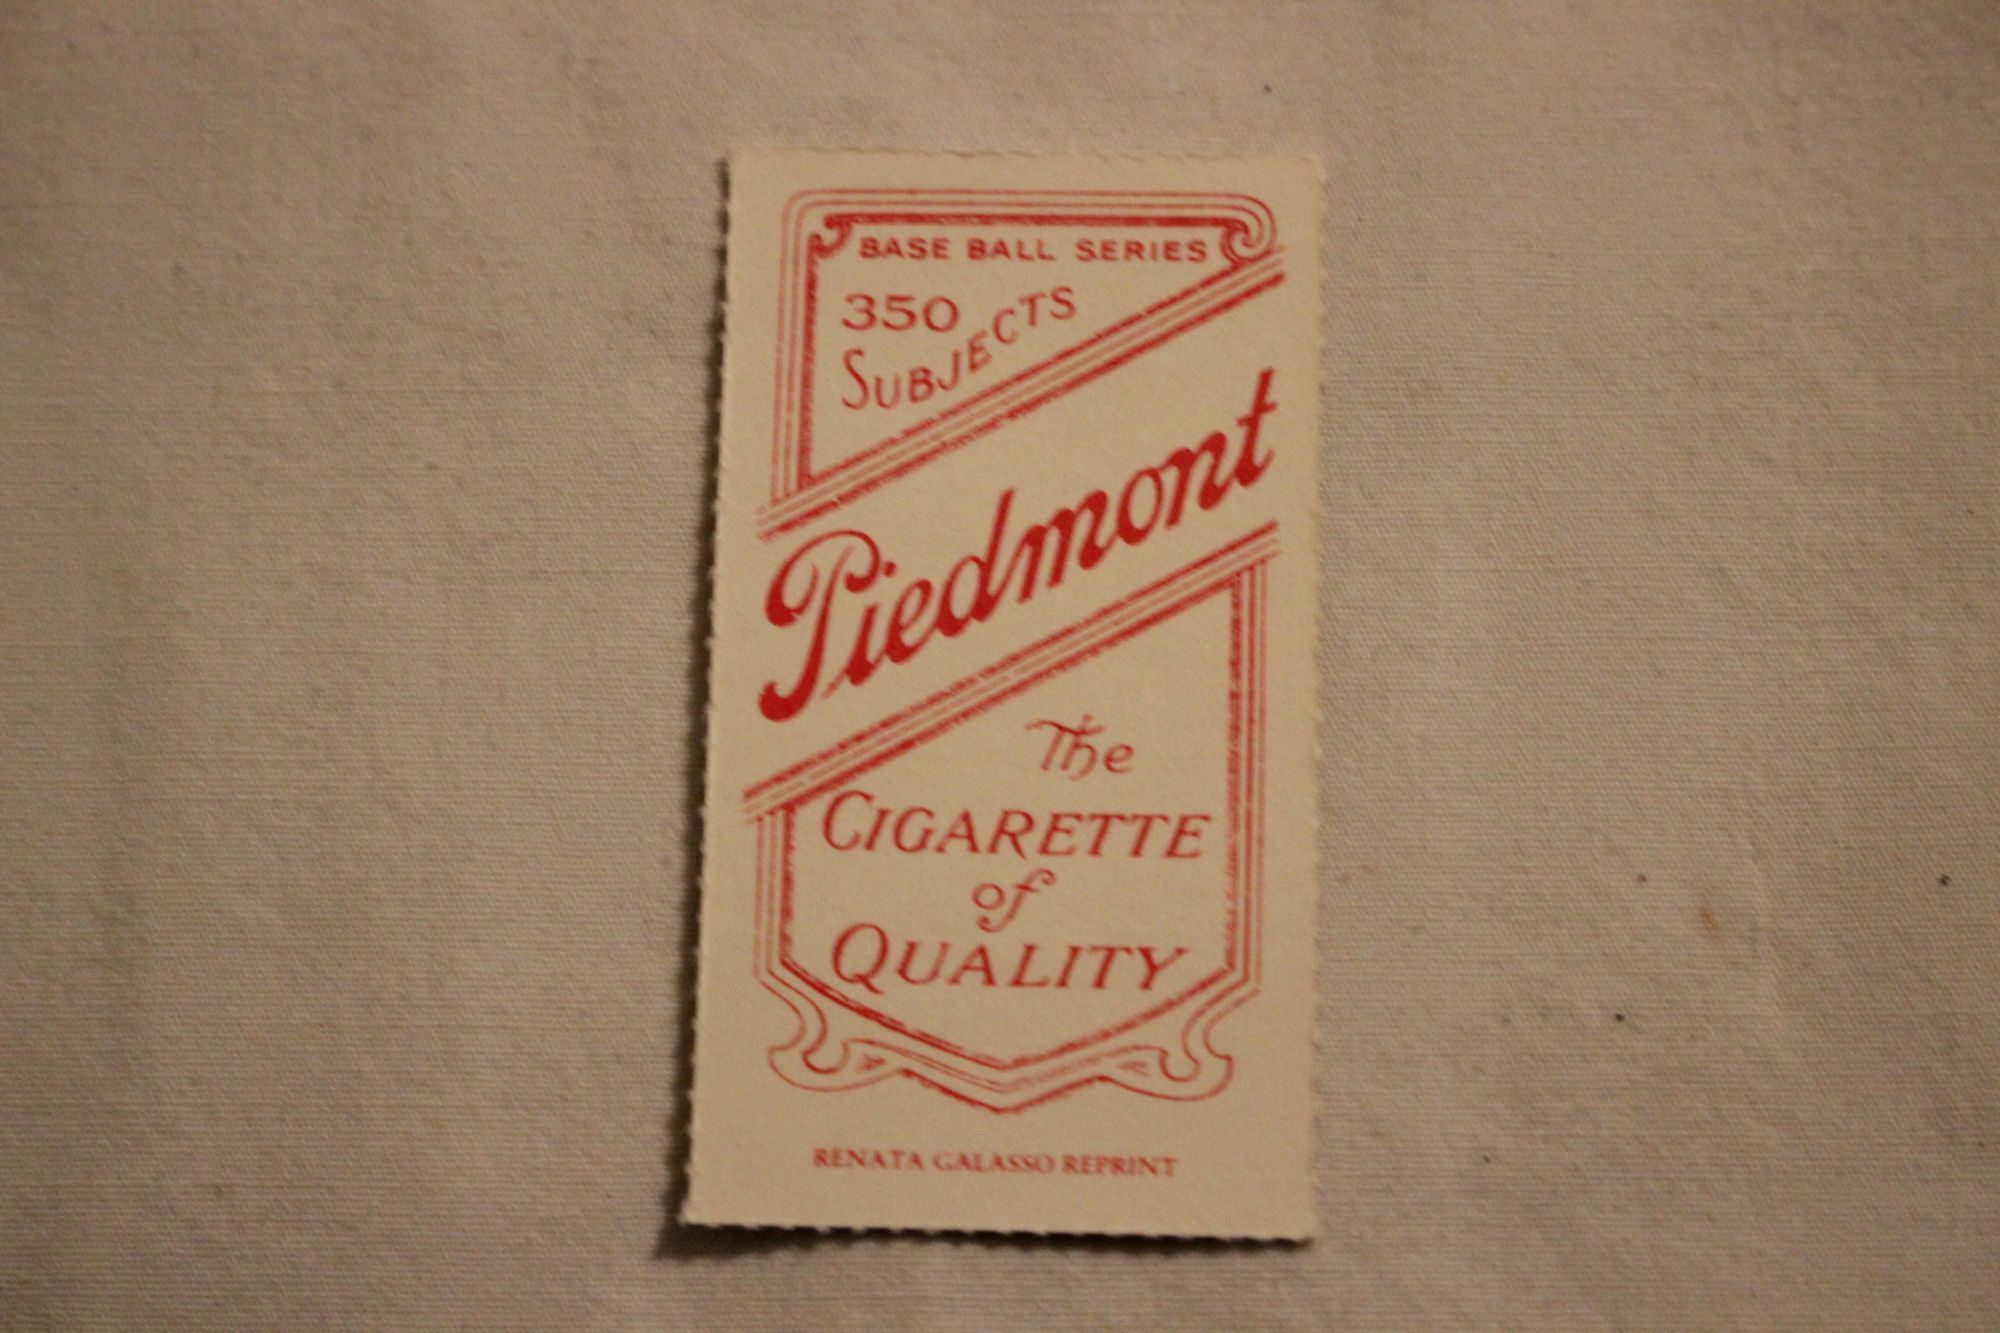 BASE BALL SERIES
350
SUBJECTS
Piedmont
The
CIGARETTE
of
QUALITY
RENATA GALASSO REPRINT